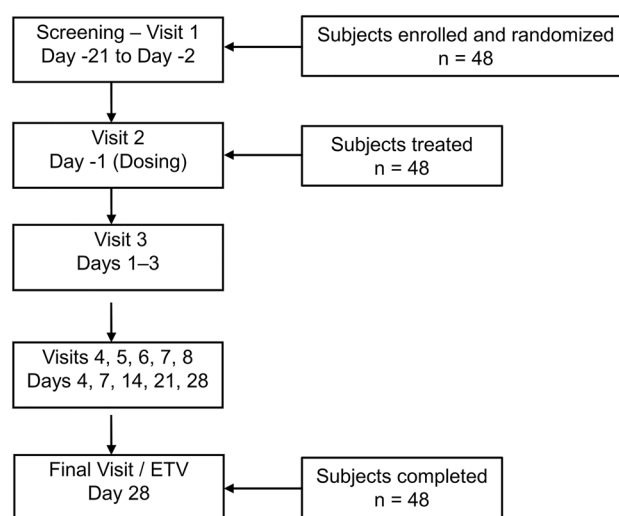 Screening – Visit 1
Day -21 to Day -2
Subjects enrolled and randomized
n = 48
Visit 2
Day -1 (Dosing)
Subjects treated
n = 48
Visit 3
Days 1–3
Visits 4, 5, 6, 7, 8
Days 4, 7, 14, 21, 28
Final Visit / ETV
Day 28
Subjects completed
n = 48